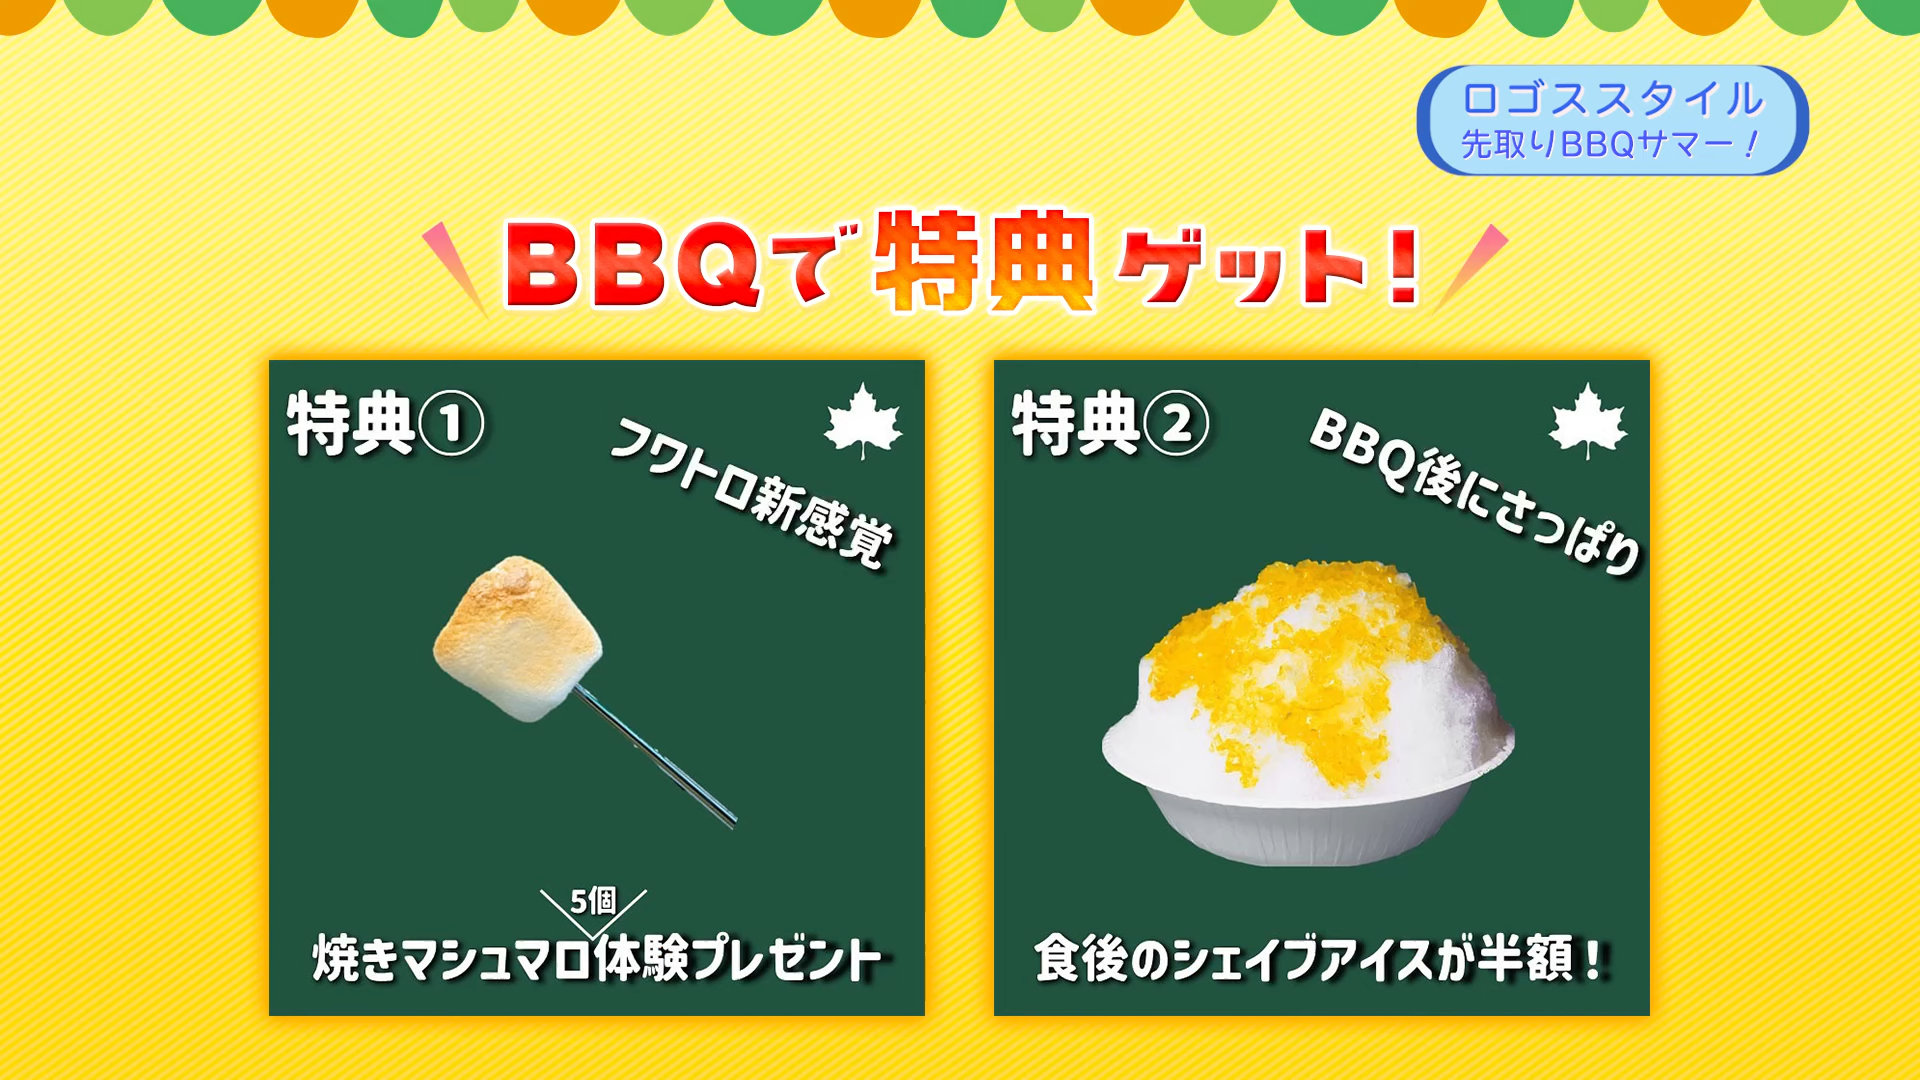 ロゴススタイル
先取りBBQサマー！
BBQで特典ゲット！
特典①
フワトロ新感覚
5個
焼きマシュマロ体験プレゼント
特典②
BBQ後にさっぱり
食後のシェイブアイスが半額！